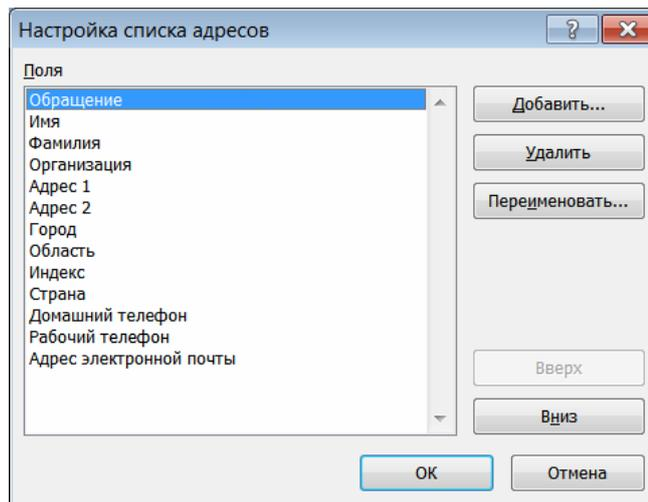 Настройка списка адресов
?
Поля
Обращение
Имя
Фамилия
Организация
Адрес 1
Адрес 2
Город
Область
Индекс
Страна
Домашний телефон
Рабочий телефон
Адрес электронной почты
Добавить...
Удалить
Переименовать...
Вверх
Вниз
ОК
Отмена